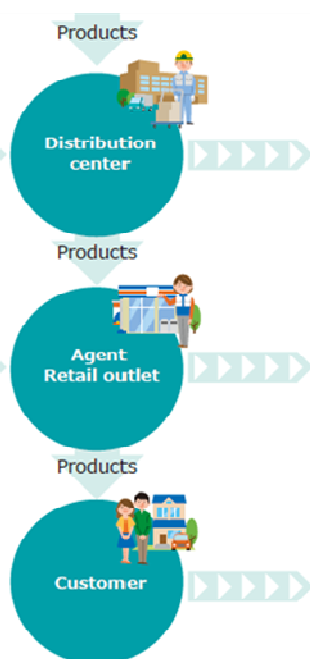 Products
Distribution
center
Products
Agent
Retail outlet
Products
Customer